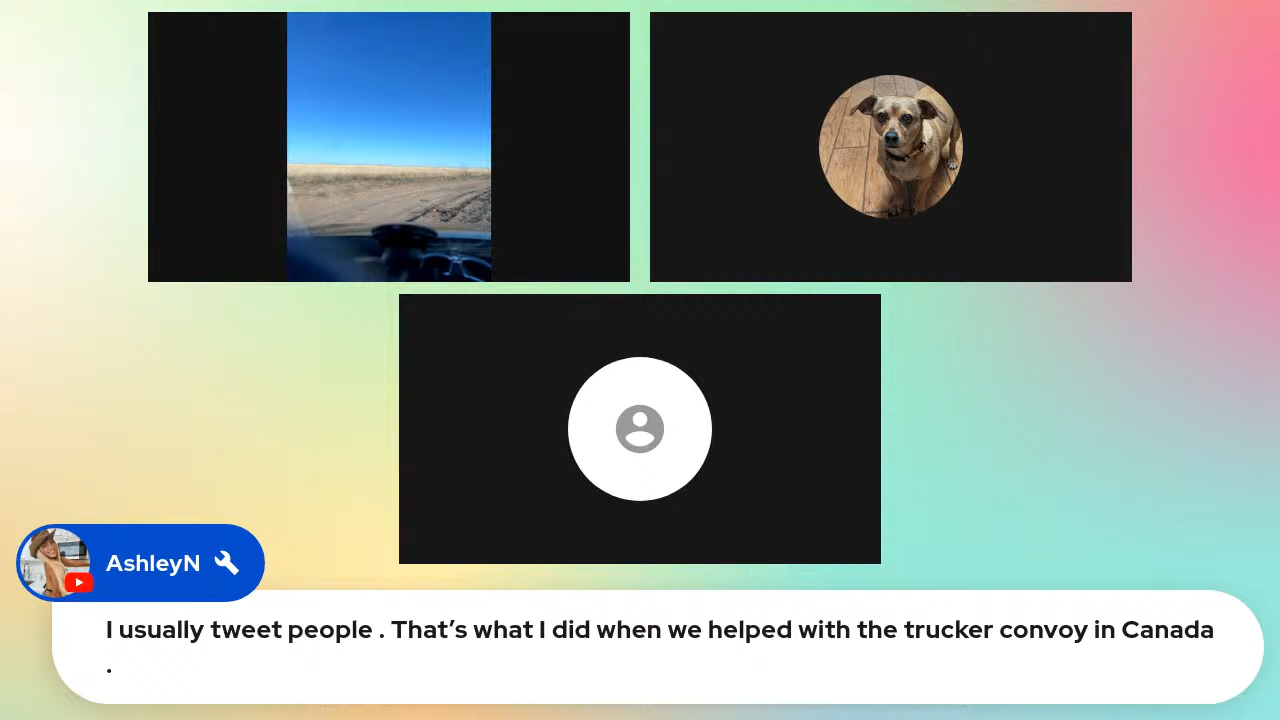 AshleyN
I usually tweet people . That’s what I did when we helped with the trucker convoy in Canada
.